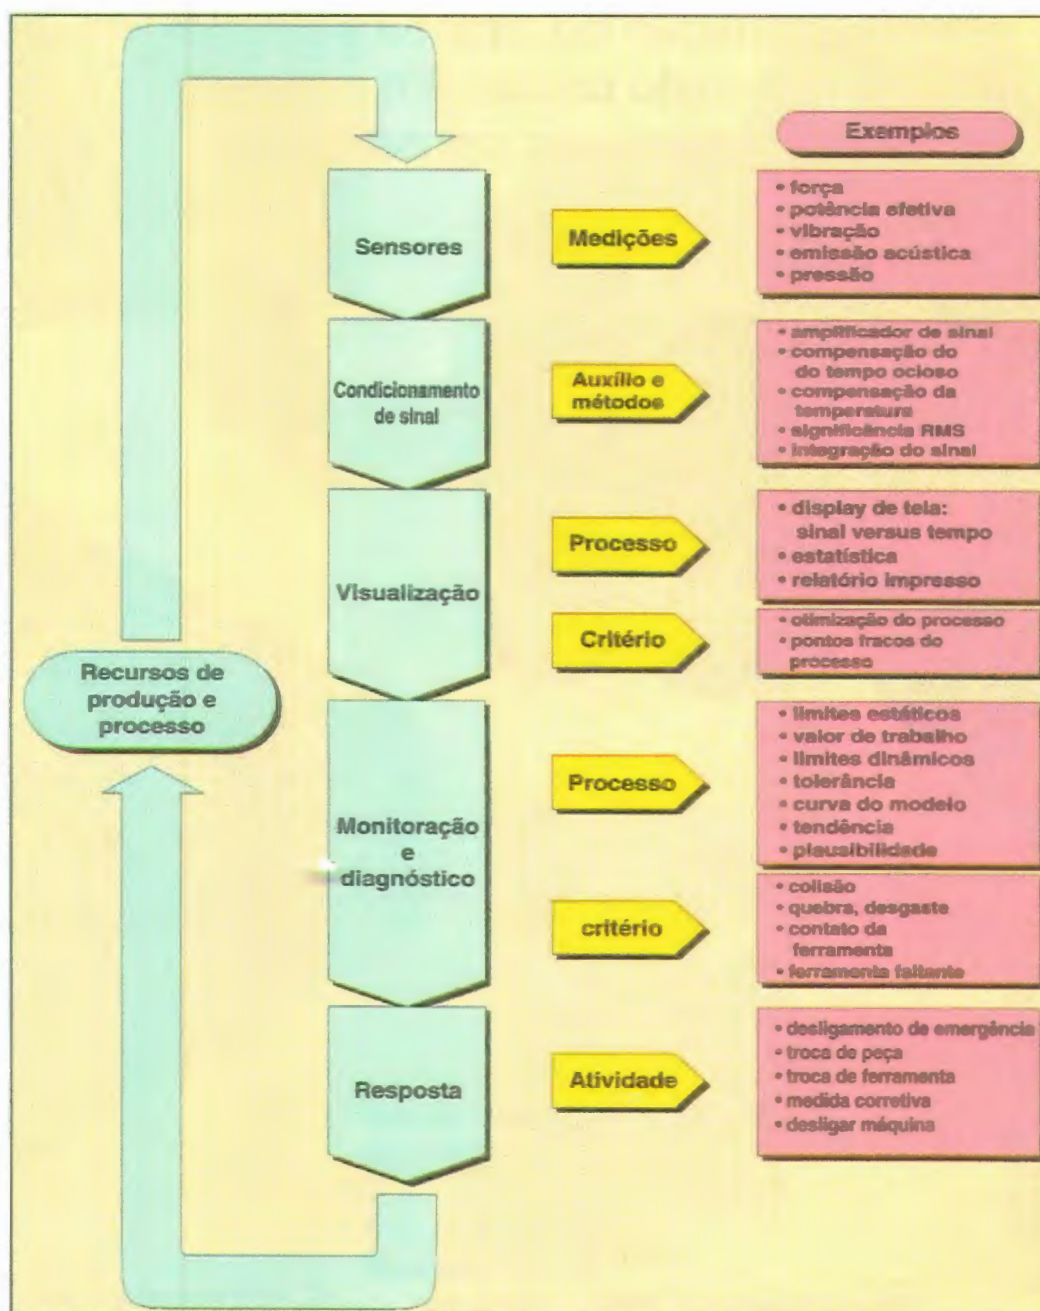 Exemplos
Sensores
Medições
• força
• potência efetiva
• vibração
• emissão acústica
• pressão
Condicionamento
de sinal
Auxílio e
métodos
• amplificador de sinal
• compensação do
do tempo ocioso
• compensação da
temperatura
• significância RMS
• integração do sinal
Visualização
Processo
• display de tela:
sinal versus tempo
• estatística
• relatório impresso
Critério
• otimização do processo
• pontos fracos do
processo
Recursos de
produção e
processo
Monitoração
e
diagnóstico
Processo
• limites estáticos
• valor de trabalho
• limites dinâmicos
• tolerância
• curva do modelo
• tendência
• plausibilidade
critério
• colisão
• quebra, desgaste
• contato da
ferramenta
• ferramenta faltante
Resposta
Atividade
• desligamento de emergência
• troca de peça
• troca de ferramenta
• medida corretiva
• desligar máquina